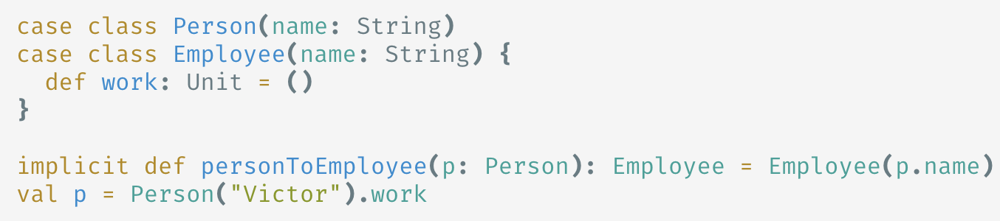 case class Person(name: String)
case class Employee(name: String) {
  def work: Unit = ()
}

implicit def personToEmployee(p: Person): Employee = Employee(p.name)
val p = Person("Victor").work